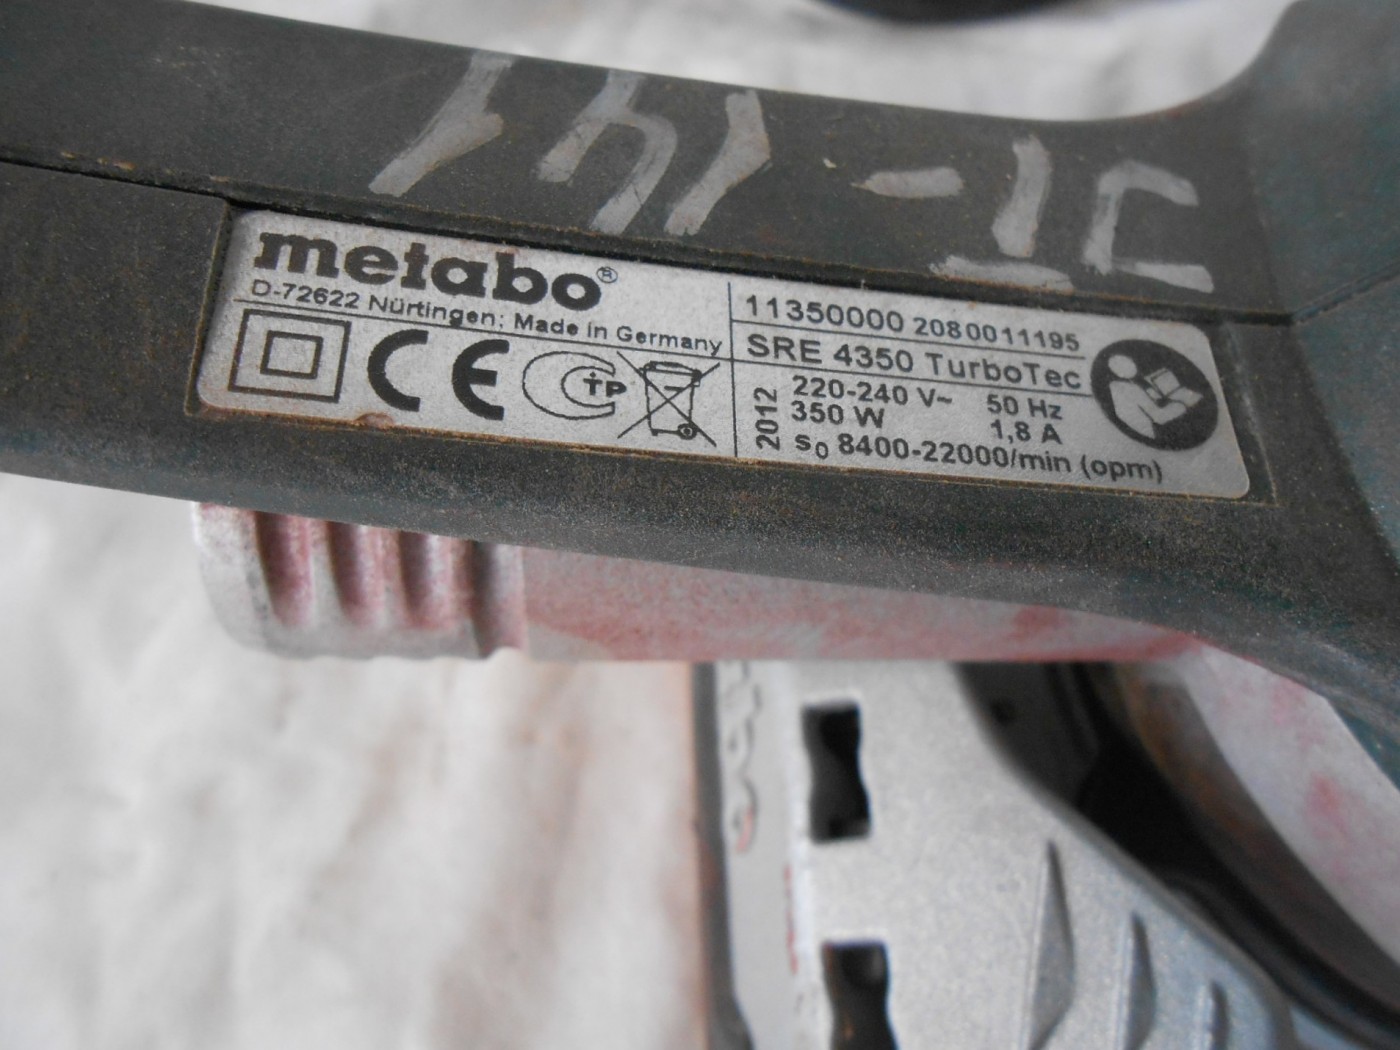 metabo®
D-72622 Nürtingen; Made in Germany
CE
11350000 2080011195
SRE 4350 TurboTec
2012
220-240 V~ 50 Hz
350 W 1,8 A
s₀ 8400-22000/min (opm)